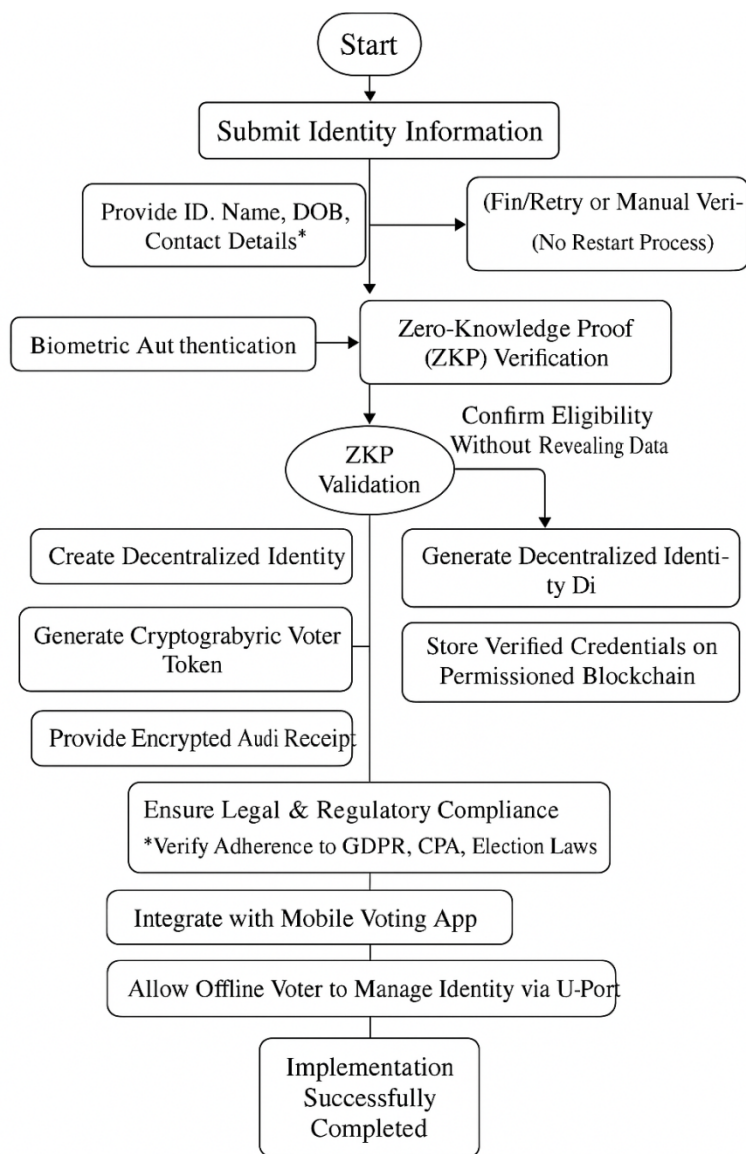 Start
Submit Identity Information
Provide ID. Name, DOB,
Contact Details*
(Fin/Retry or Manual Veri-
(No Restart Process)
Biometric Aut thentication
Zero-Knowledge Proof
(ZKP) Verification
Confirm Eligibility
Without Revealing Data
ZKP
Validation
Create Decentralized Identity
Generate Decentralized Identi-
ty Di
Generate Cryptograbyric Voter
Token
Store Verified Credentials on
Permissioned Blockchain
Provide Encrypted Audi Receipt
Ensure Legal & Regulatory Compliance
*Verify Adherence to GDPR, CPA, Election Laws
Integrate with Mobile Voting App
Allow Offline Voter to Manage Identity via U-Port
Implementation
Successfully
Completed